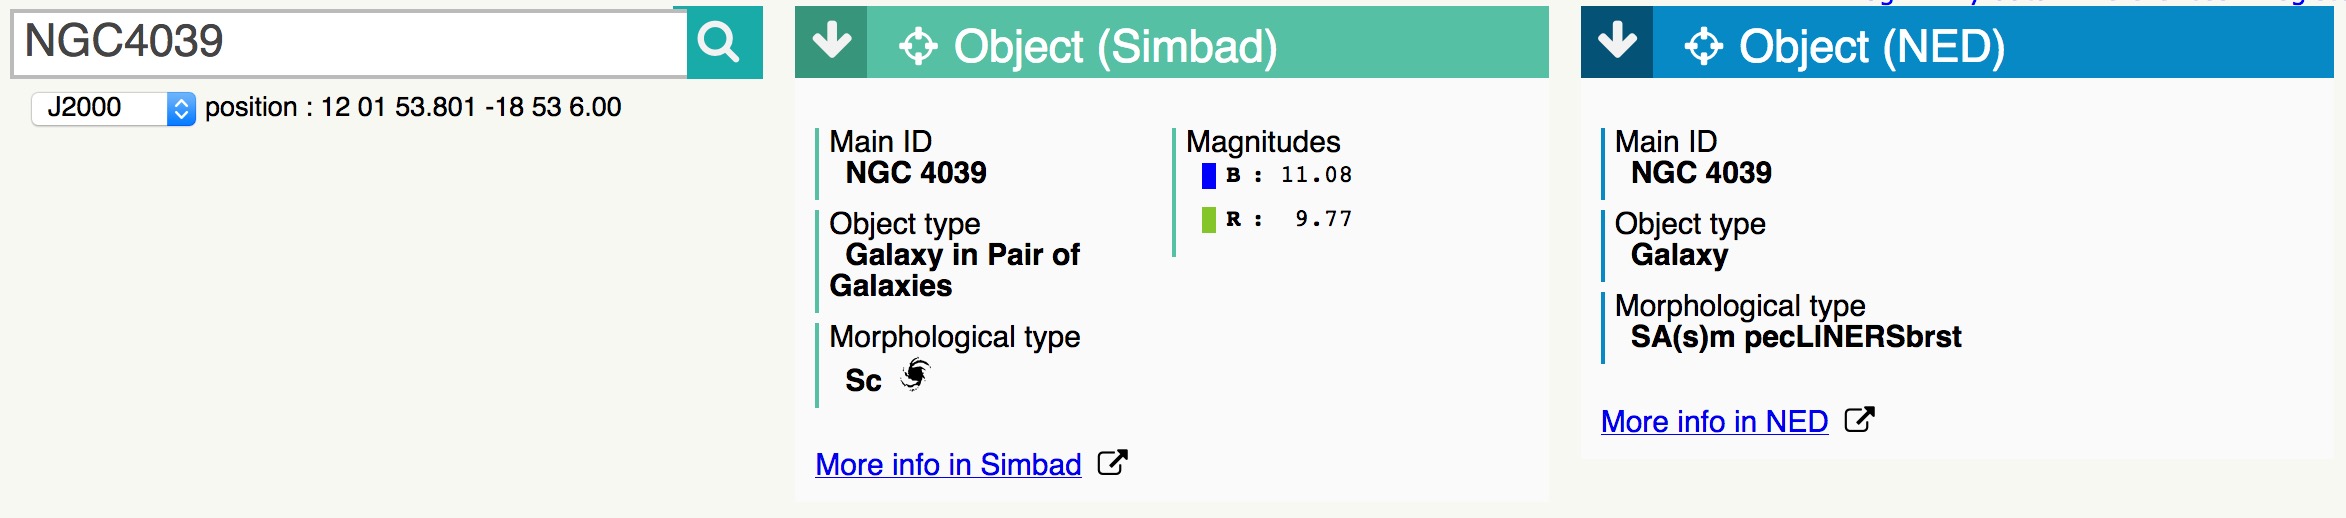 NGC4039
J2000 position : 12 01 53.801 -18 53 6.00
Object (Simbad)
Main ID
NGC 4039
Object type
Galaxy in Pair of
Galaxies
Morphological type
Sc
More info in Simbad
Magnitudes
B : 11.08
R : 9.77
Object (NED)
Main ID
NGC 4039
Object type
Galaxy
Morphological type
SA(s)m pecLINERSbrst
More info in NED